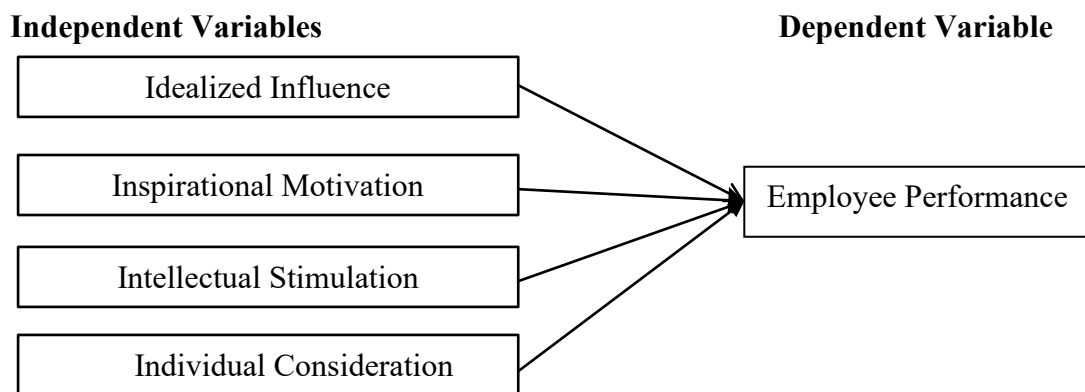 Independent Variables
Dependent Variable
Idealized Influence
Inspirational Motivation
Employee Performance
Intellectual Stimulation
Individual Consideration